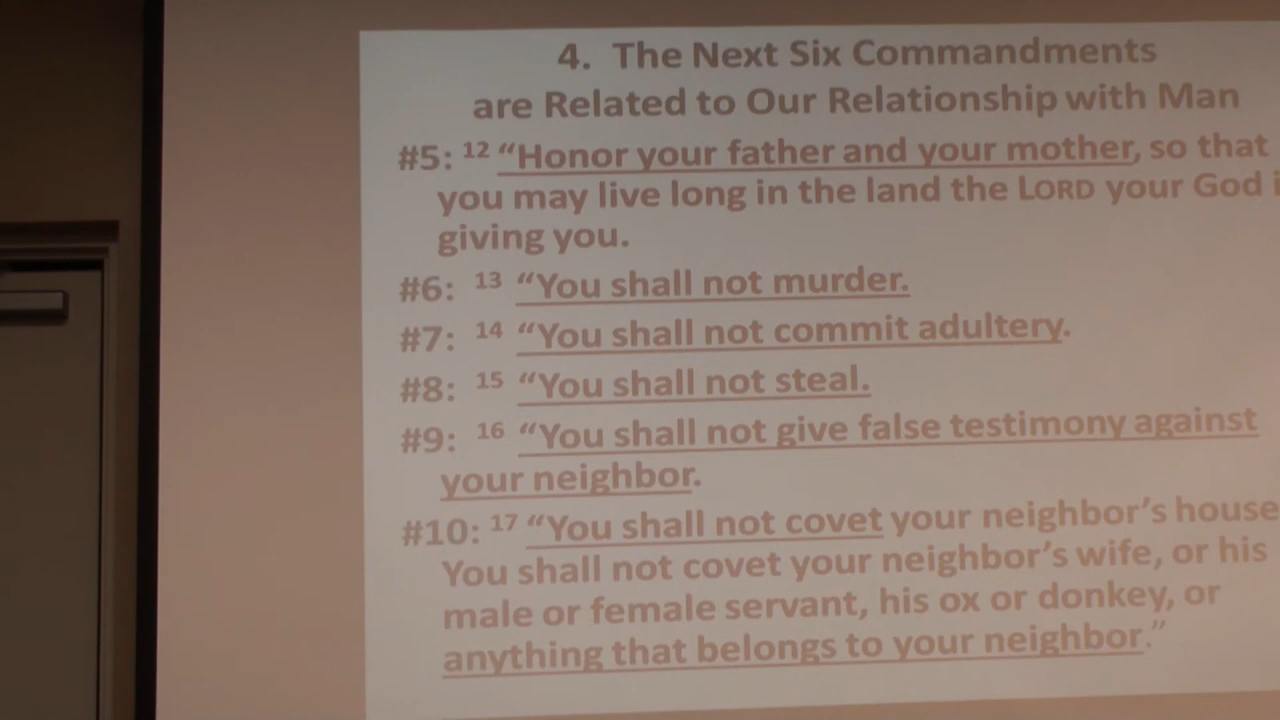 4. The Next Six Commandments
are Related to Our Relationship with Man
#5: 12 “Honor your father and your mother, so that
you may live long in the land the LORD your God
giving you.
#6: 13 “You shall not murder.
#7: 14 “You shall not commit adultery.
#8: 15 “You shall not steal.
#9: 16 “You shall not give false testimony against
your neighbor.
#10: 17 “You shall not covet your neighbor’s house
You shall not covet your neighbor’s wife, or his
male or female servant, his ox or donkey, or
anything that belongs to your neighbor.”